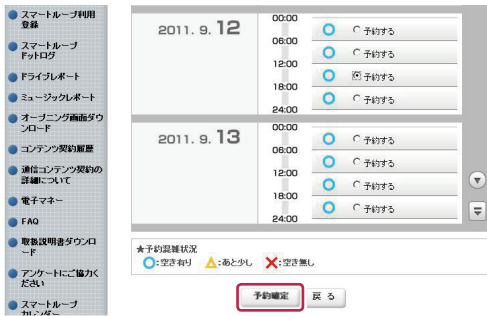 スマートループ利用
登録
スマートループ
ドットログ
ドライブレポート
ミュージックレポート
オープニング画面ダウ
ンロード
コンテンツ契約履歴
通信コンテンツ契約の
詳細について
電子マネー
FAQ
取扱説明書ダウンロ
ード
アンケートにご協力く
ださい
スマートループ
カレンダー
2011. 9. 12
00:00
予約する
06:00
予約する
12:00
予約する
18:00
予約する
24:00
2011. 9. 13
00:00
予約する
06:00
予約する
12:00
予約する
18:00
予約する
24:00
★予約混雑状況
○:空き有り △:あと少し ×:空き無し
予約確定 戻る